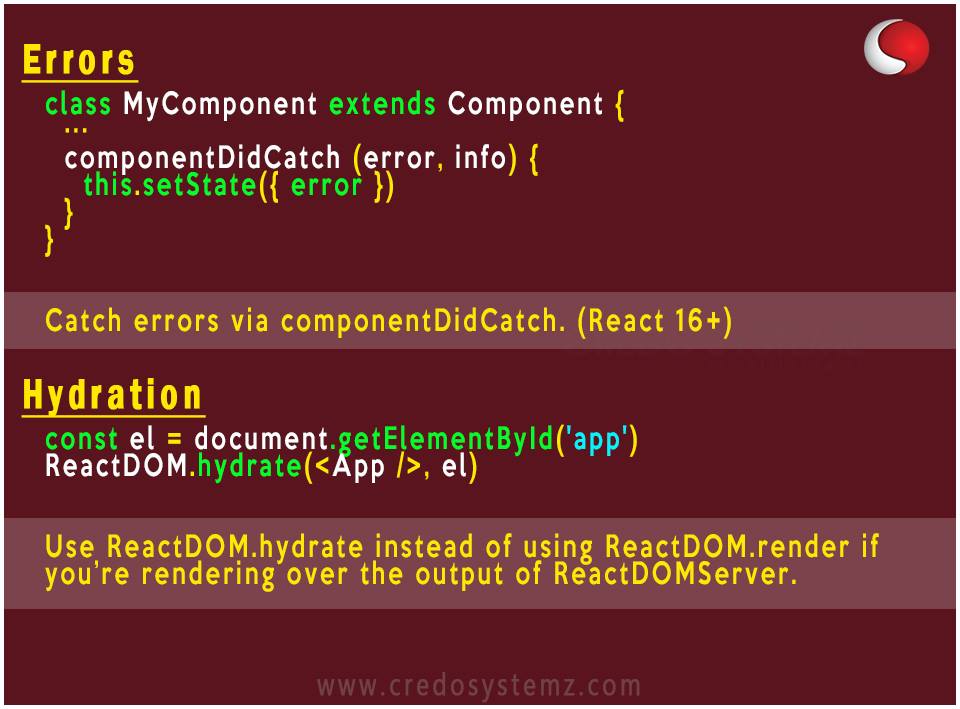 Errors
class MyComponent extends Component {
...
componentDidCatch (error, info) {
this.setState({ error })
}
}
Catch errors via componentDidCatch. (React 16+)
Hydration
const el = document.getElementById('app')
ReactDOM.hydrate(<App />, el)
Use ReactDOM.hydrate instead of using ReactDOM.render if
you're rendering over the output of ReactDOMServer.
www.credosystemz.com